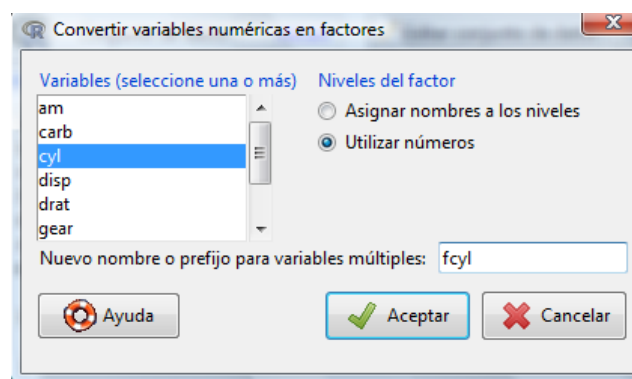 Convertir variables numéricas en factores
Variables (seleccione una o más)
am
carb
cyl
disp
drat
gear
Niveles del factor
Asignar nombres a los niveles
Utilizar números
Nuevo nombre o prefijo para variables múltiples: fcyl
Ayuda
Aceptar
Cancelar